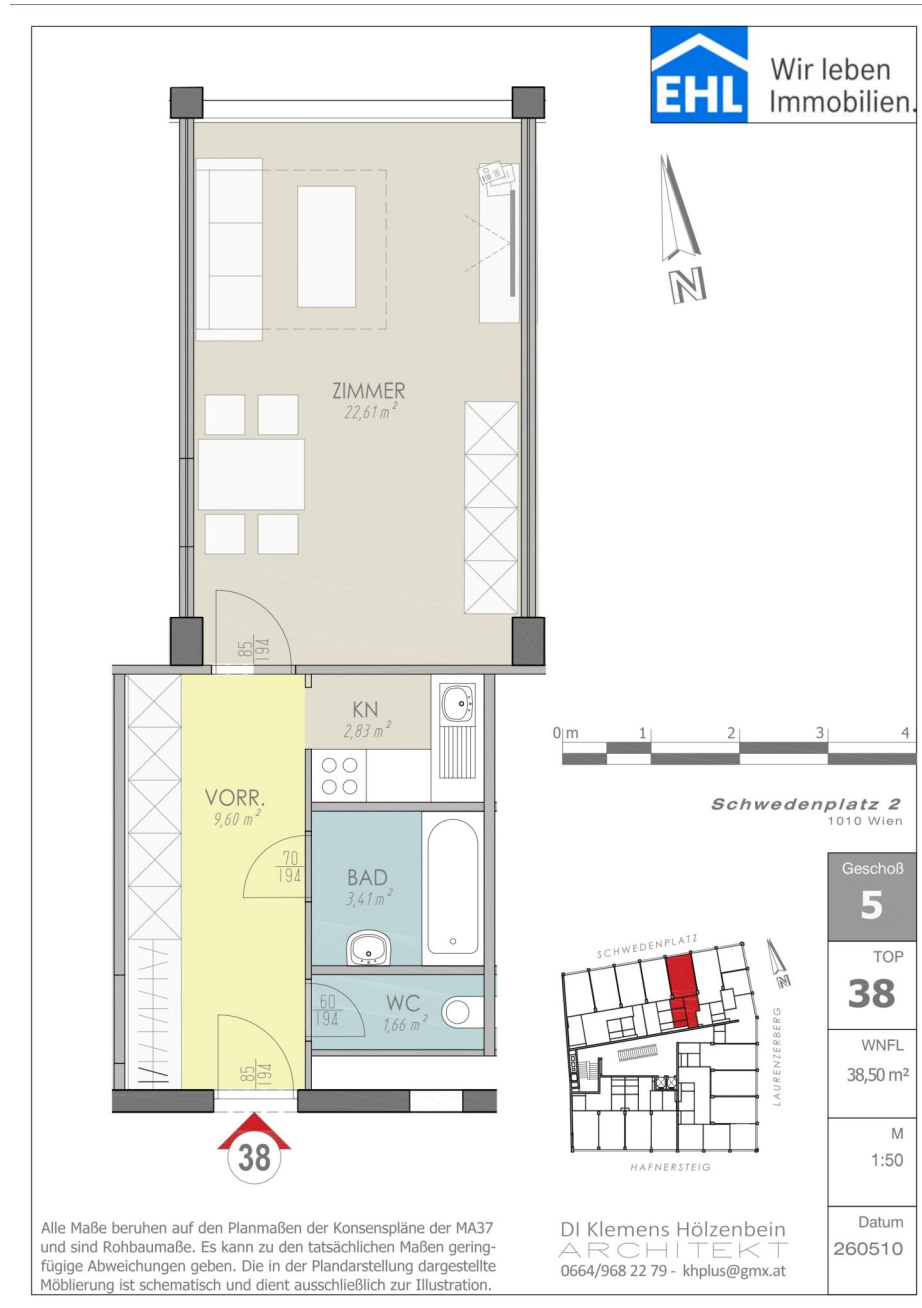 EHL
Wir leben
Immobilien.
N
ZIMMER
22,61 m²
85
194
KN
2,83 m²
VORR.
9,60 m²
70
194
BAD
3,41 m²
60
194
WC
1,66 m²
85
194
38
0 m 1 2 3 4
Schwedenplatz 2
1010 Wien
Geschoß
5
TOP
38
WNFL
38,50 m²
M
1:50
Datum
260510
SCHWEDENPLATZ
N
LAURENZERBERG
HAFNERSTEIG
Alle Maße beruhen auf den Planmaßen der Konsenspläne der MA37
und sind Rohbaumaße. Es kann zu den tatsächlichen Maßen gering-
fügige Abweichungen geben. Die in der Plandarstellung dargestellte
Möblierung ist schematisch und dient ausschließlich zur Illustration.
DI Klemens Hölzenbein
ARCHITEKT
0664/968 22 79 - khplus@gmx.at